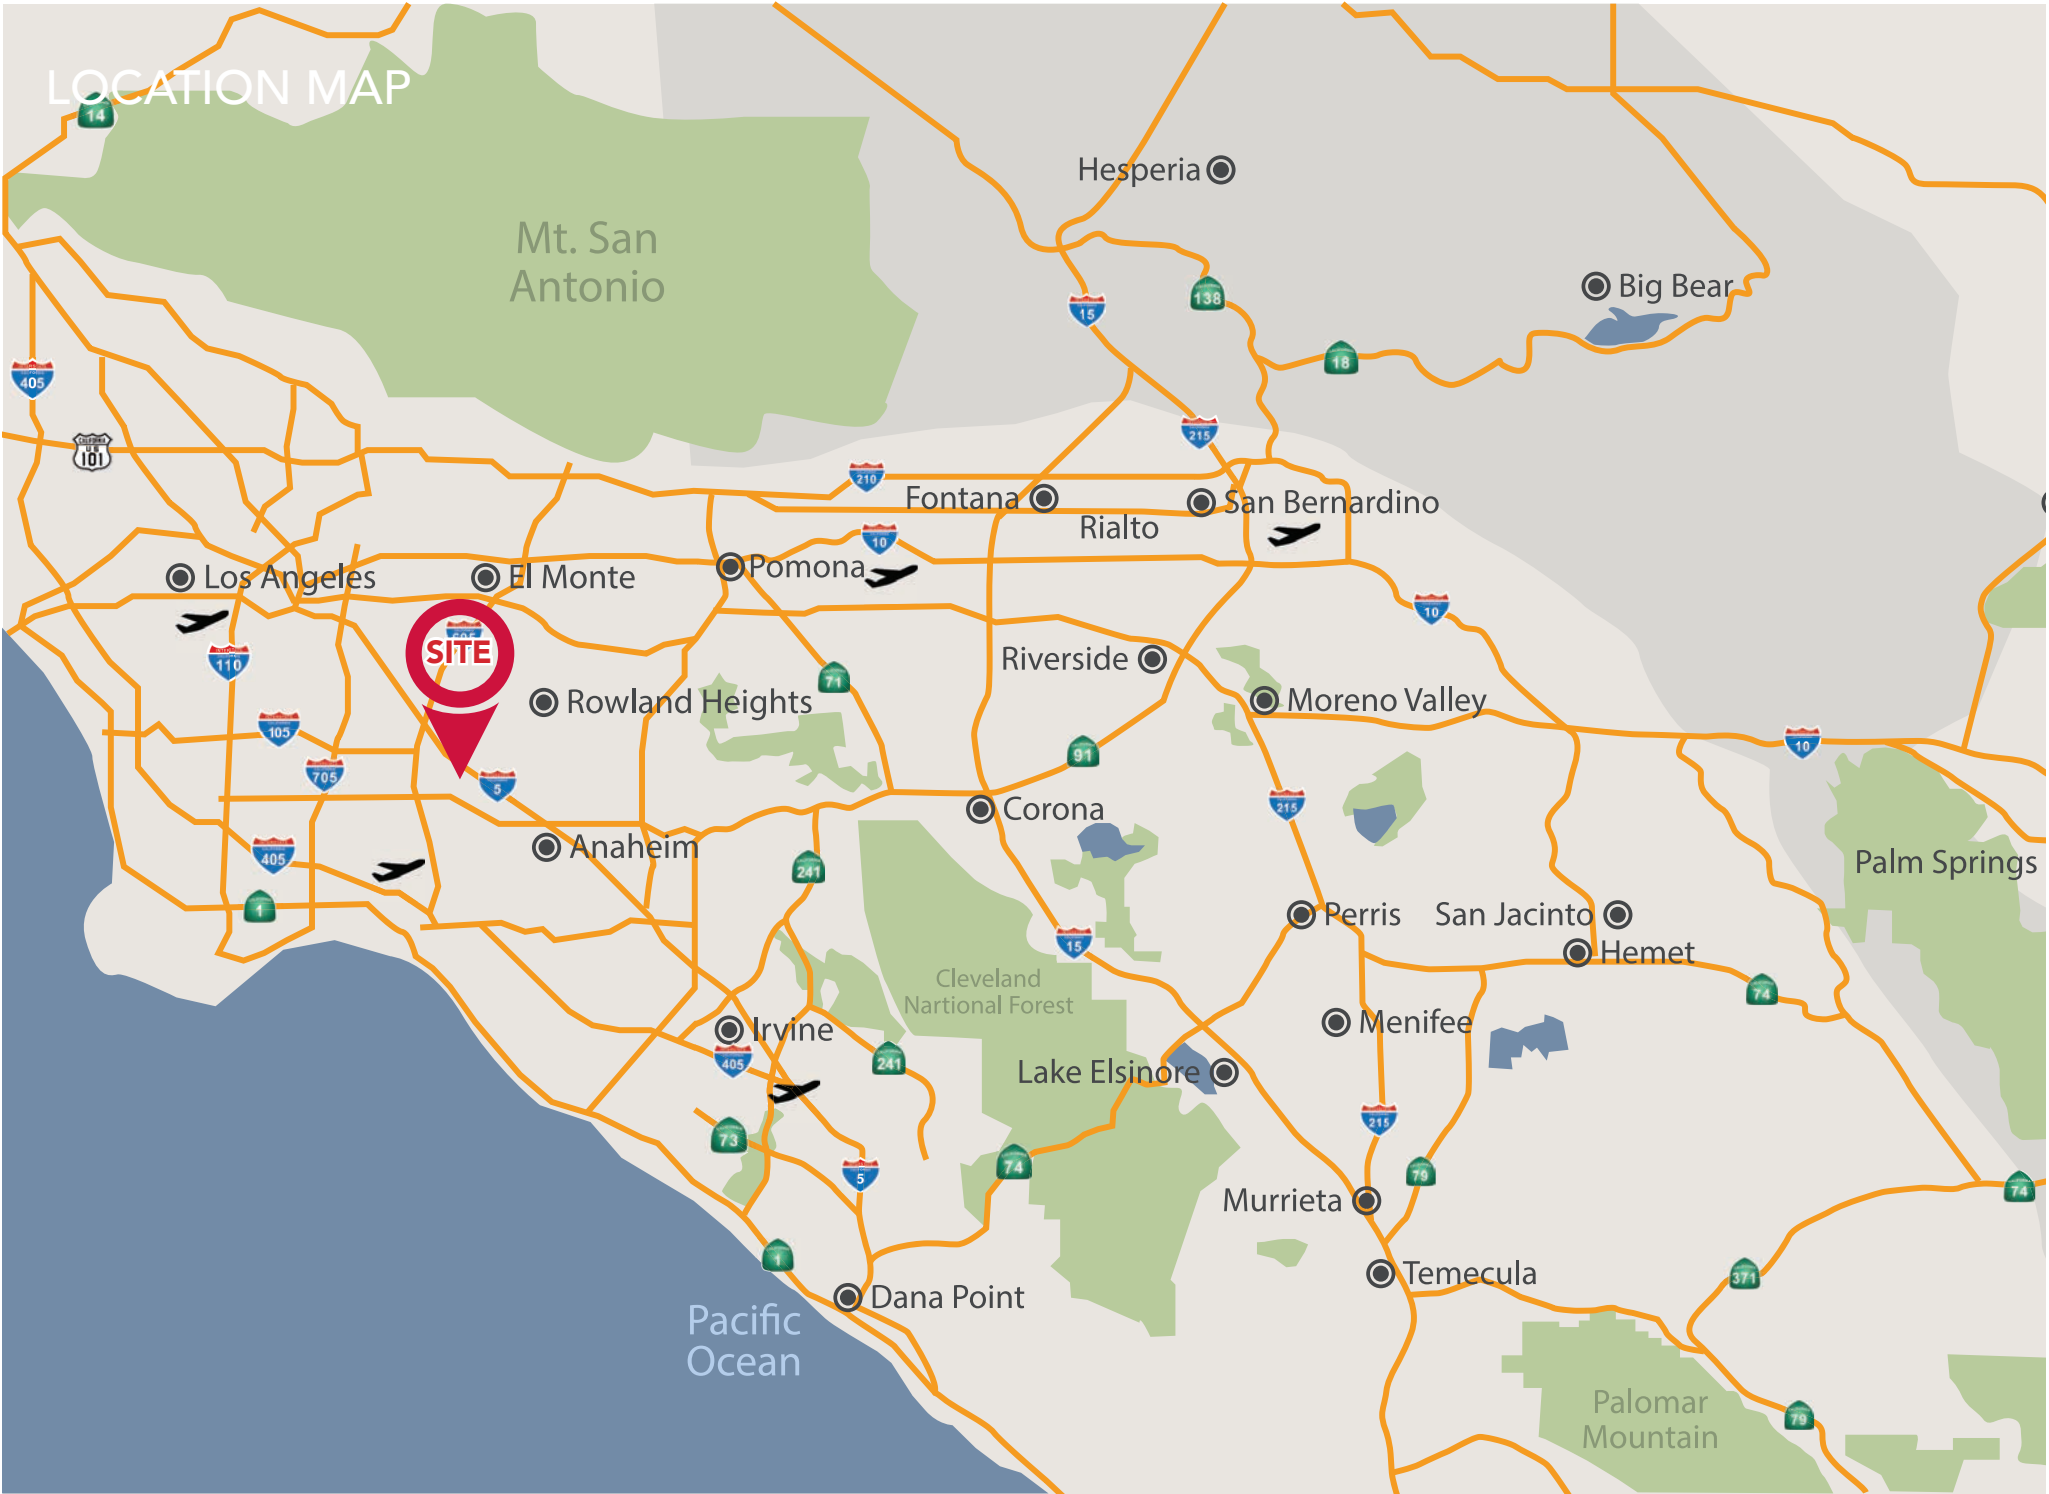 LOCATION MAP
14
Hesperia
Mt. San
Antonio
138
Big Bear
15
18
405
215
CALIFORNIA
US
101
210
Fontana
San Bernardino
Rialto
10
Pomona
Los Angeles
El Monte
10
605
SITE
110
Riverside
71
Rowland Heights
Moreno Valley
105
91
10
705
5
215
Corona
Anaheim
405
241
Palm Springs
1
Perris
San Jacinto
15
Hemet
Cleveland
Nartional Forest
74
Irvine
Menifee
405
241
Lake Elsinore
215
73
74
5
79
74
Murrieta
1
Temecula
371
Dana Point
Pacific
Ocean
Palomar
Mountain
79